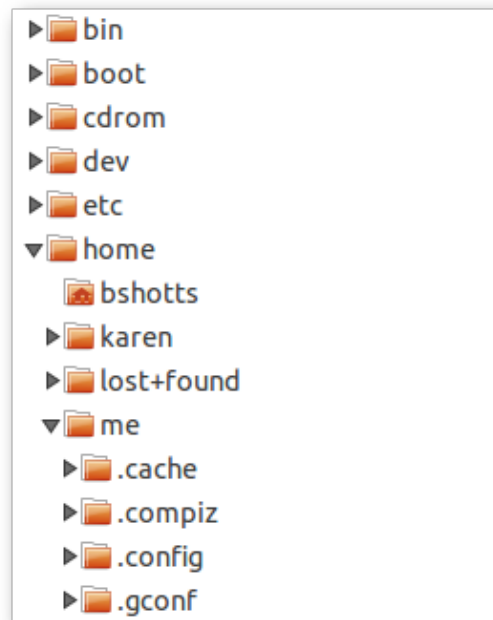 bin
boot
cdrom
dev
etc
home
bshotts
karen
lost+found
me
.cache
.compiz
.config
.gconf